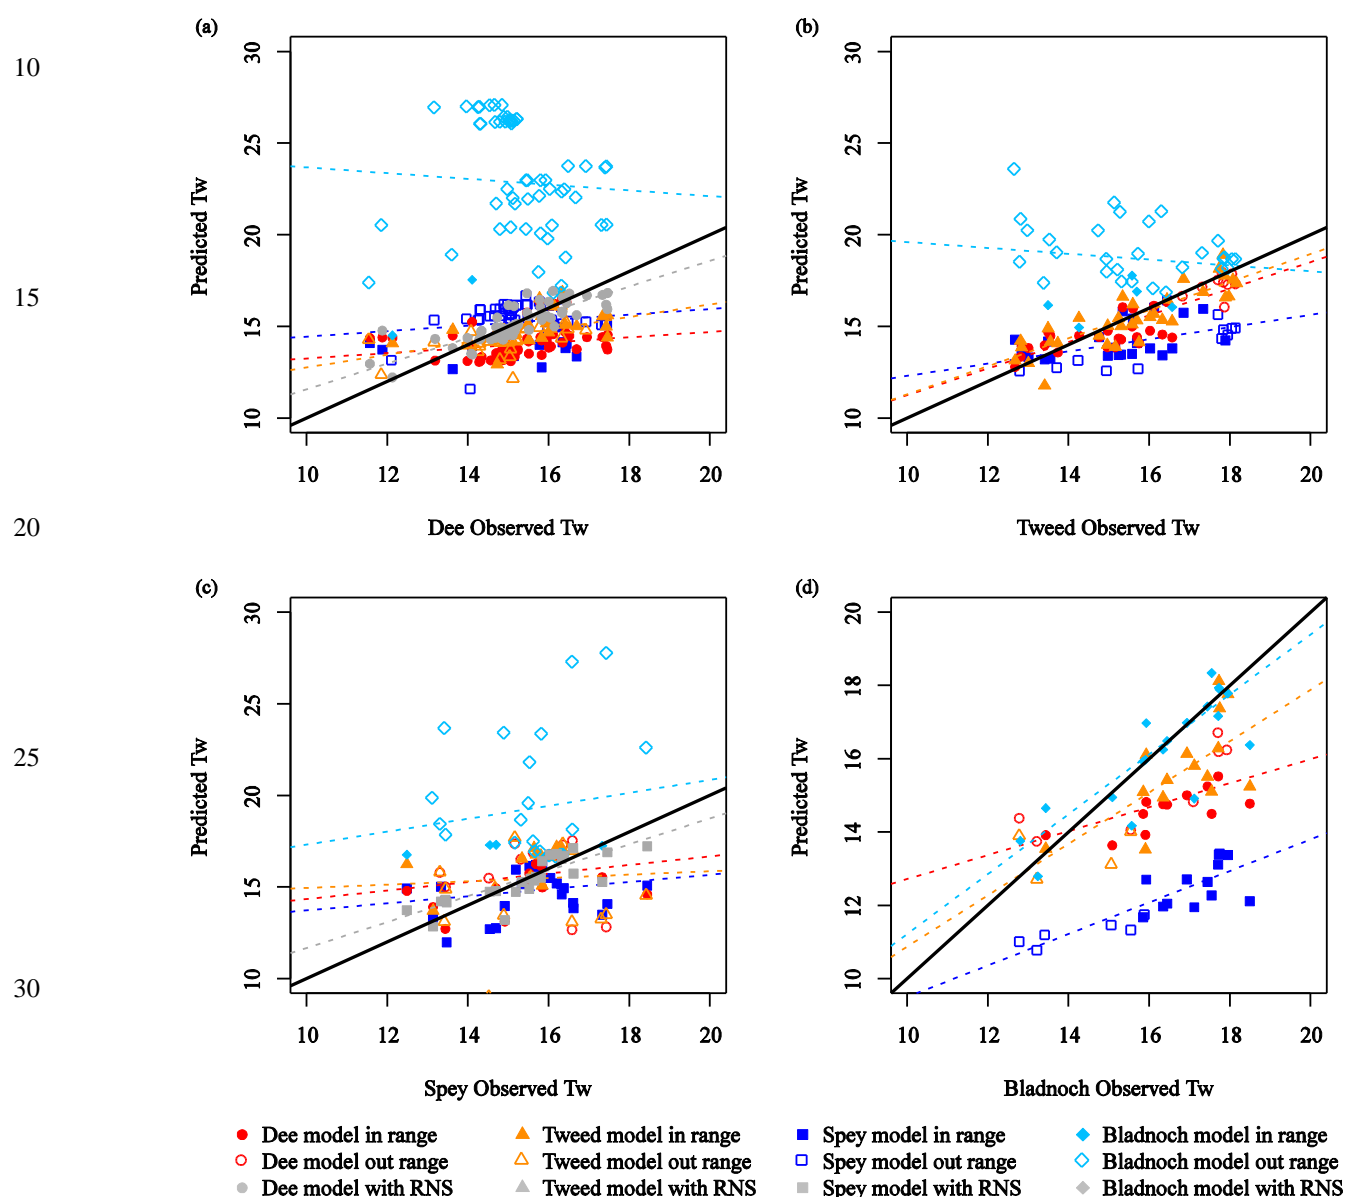 10
15
20
25
30
(a)
30
25
20
15
10
Predicted Tw
10 12 14 16 18 20
Dee Observed Tw
(b)
30
25
20
15
10
Predicted Tw
10 12 14 16 18 20
Tweed Observed Tw
(c)
30
25
20
15
10
Predicted Tw
10 12 14 16 18 20
Spey Observed Tw
(d)
20
18
16
14
12
10
Predicted Tw
10 12 14 16 18 20
Bladnoch Observed Tw
Dee model in range
Dee model out range
Dee model with RNS
Tweed model in range
Tweed model out range
Tweed model with RNS
Spey model in range
Spey model out range
Spey model with RNS
Bladnoch model in range
Bladnoch model out range
Bladnoch model with RNS